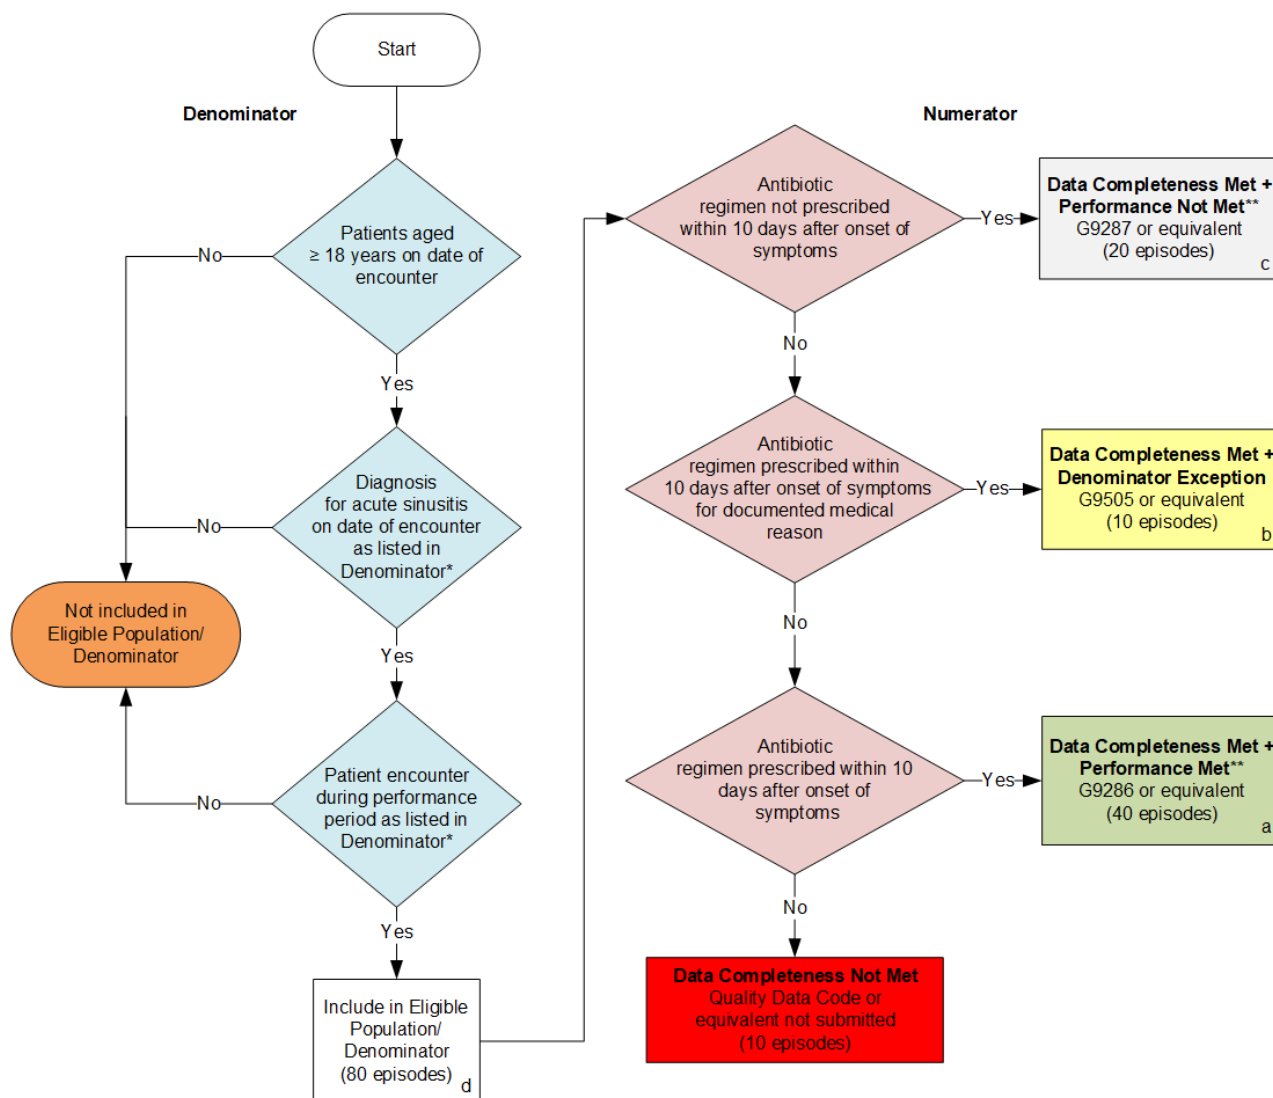 Start
Denominator
Patients aged
≥ 18 years on date of
encounter
No
Yes
Diagnosis
for acute sinusitis
on date of encounter
as listed in
Denominator*
No
Not included in
Eligible Population/
Denominator
Yes
Patient encounter
during performance
period as listed in
Denominator*
No
Yes
Include in Eligible
Population/
Denominator
(80 episodes)
d
Numerator
Antibiotic
regimen not prescribed
within 10 days after onset of
symptoms
Yes
Data Completeness Met +
Performance Not Met**
G9287 or equivalent
(20 episodes)
c
No
Antibiotic
regimen prescribed within
10 days after onset of symptoms
for documented medical
reason
Yes
Data Completeness Met +
Denominator Exception
G9505 or equivalent
(10 episodes)
b
No
Antibiotic
regimen prescribed within 10
days after onset of
symptoms
Yes
Data Completeness Met +
Performance Met**
G9286 or equivalent
(40 episodes)
a
No
Data Completeness Not Met
Quality Data Code or
equivalent not submitted
(10 episodes)